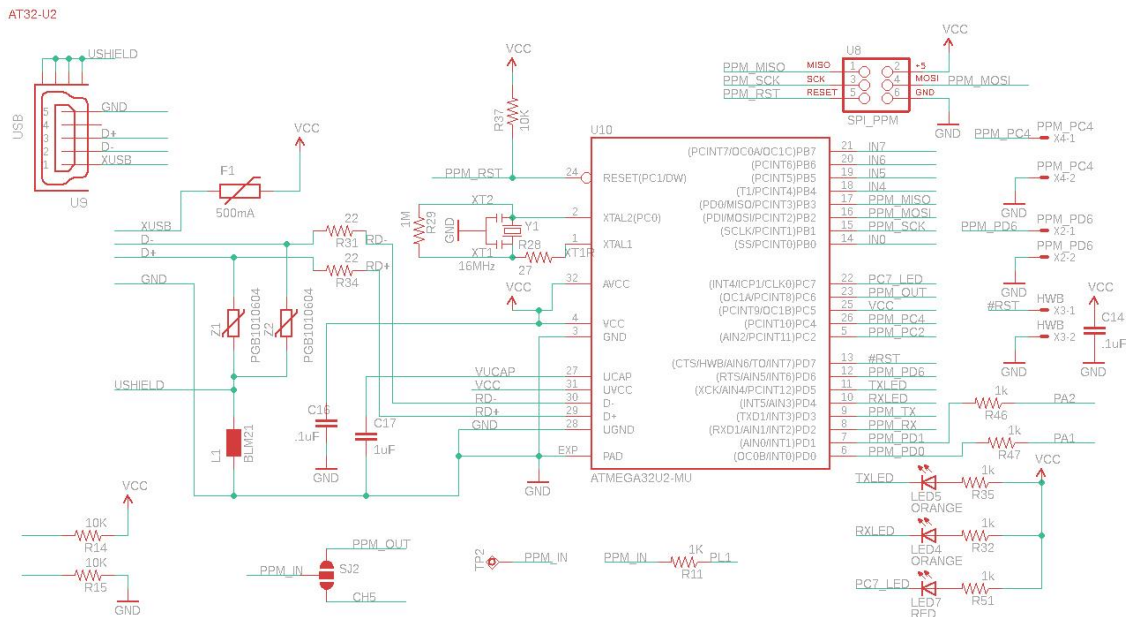 AT32-U2
USHIELD
USB
5 GND
4
3 D+
2 D-
1 XUSB
U9
VCC
F1
500mA
XUSB
D-
D+
GND
22
R31
RD-
22
R34
RD+
Z1
PGB1010604
Z2
PGB1010604
USHIELD
L1
BLM21
C16
.1uF
GND
C17
1uF
VCC
R37
10K
PPM_RST
XT2
1M
R29
GND
Y1
XT1
16MHz
R28
27
XT1R
VCC
VUCAP
VCC
RD-
RD+
GND
GND
U10
24 RESET(PC1/DW)
2 XTAL2(PC0)
1 XTAL1
32 AVCC
4 VCC
3 GND
27 UCAP
31 UVCC
30 D-
29 D+
28 UGND
EXP PAD
(PCINT7/OC0A/OC1C)PB7 21 IN7
(PCINT6)PB6 20 IN6
(PCINT5)PB5 19 IN5
(T1/PCINT4)PB4 18 IN4
(PD0/MISO/PCINT3)PB3 17 PPM_MISO
(PDI/MOSI/PCINT2)PB2 16 PPM_MOSI
(SCLK/PCINT1)PB1 15 PPM_SCK
(SS/PCINT0)PB0 14 IN0
(INT4/ICP1/CLK0)PC7 22 PC7_LED
(OC1A/PCINT8)PC6 23 PPM_OUT
(PCINT9/OC1B)PC5 25 VCC
(PCINT10)PC4 26 PPM_PC4
(AIN2/PCINT11)PC2 5 PPM_PC2
(CTS/HWB/AIN6/TO/INT7)PD7 13 #RST
(RTS/AIN5/INT6)PD6 12 PPM_PD6
(XCK/AIN4/PCINT12)PD5 11 TXLED
(INT5/AIN3)PD4 10 RXLED
(TXD1/INT3)PD3 9 PPM_TX
(RXD1/AIN1/INT2)PD2 8 PPM_RX
(AIN0/INT1)PD1 7 PPM_PD1
(OC0B/INT0)PD0 6 PPM_PD0
ATMEGA32U2-MU
U8
VCC
PPM_MISO MISO 1 2 +5
PPM_SCK SCK 3 4 MOSI PPM_MOSI
PPM_RST RESET 5 6 GND
SPI_PPM
GND
PPM_PC4
PPM_PC4 X4-1
PPM_PC4
X4-2
GND
PPM_PD6
PPM_PD6 X2-1
PPM_PD6
X2-2
GND
HWB
#RST X3-1
HWB
X3-2
GND
VCC
C14
.1uF
GND
1k
R46
PA2
1k
R47
PA1
VCC
TXLED
LED5
ORANGE
1k
R35
RXLED
LED4
ORANGE
1k
R32
PC7_LED
LED7
RED
1k
R51
VCC
10K
R14
10K
R15
GND
PPM_OUT
PPM_IN
SJ2
CH5
TP2
PPM_IN
PPM_IN
1K
R11
PL1